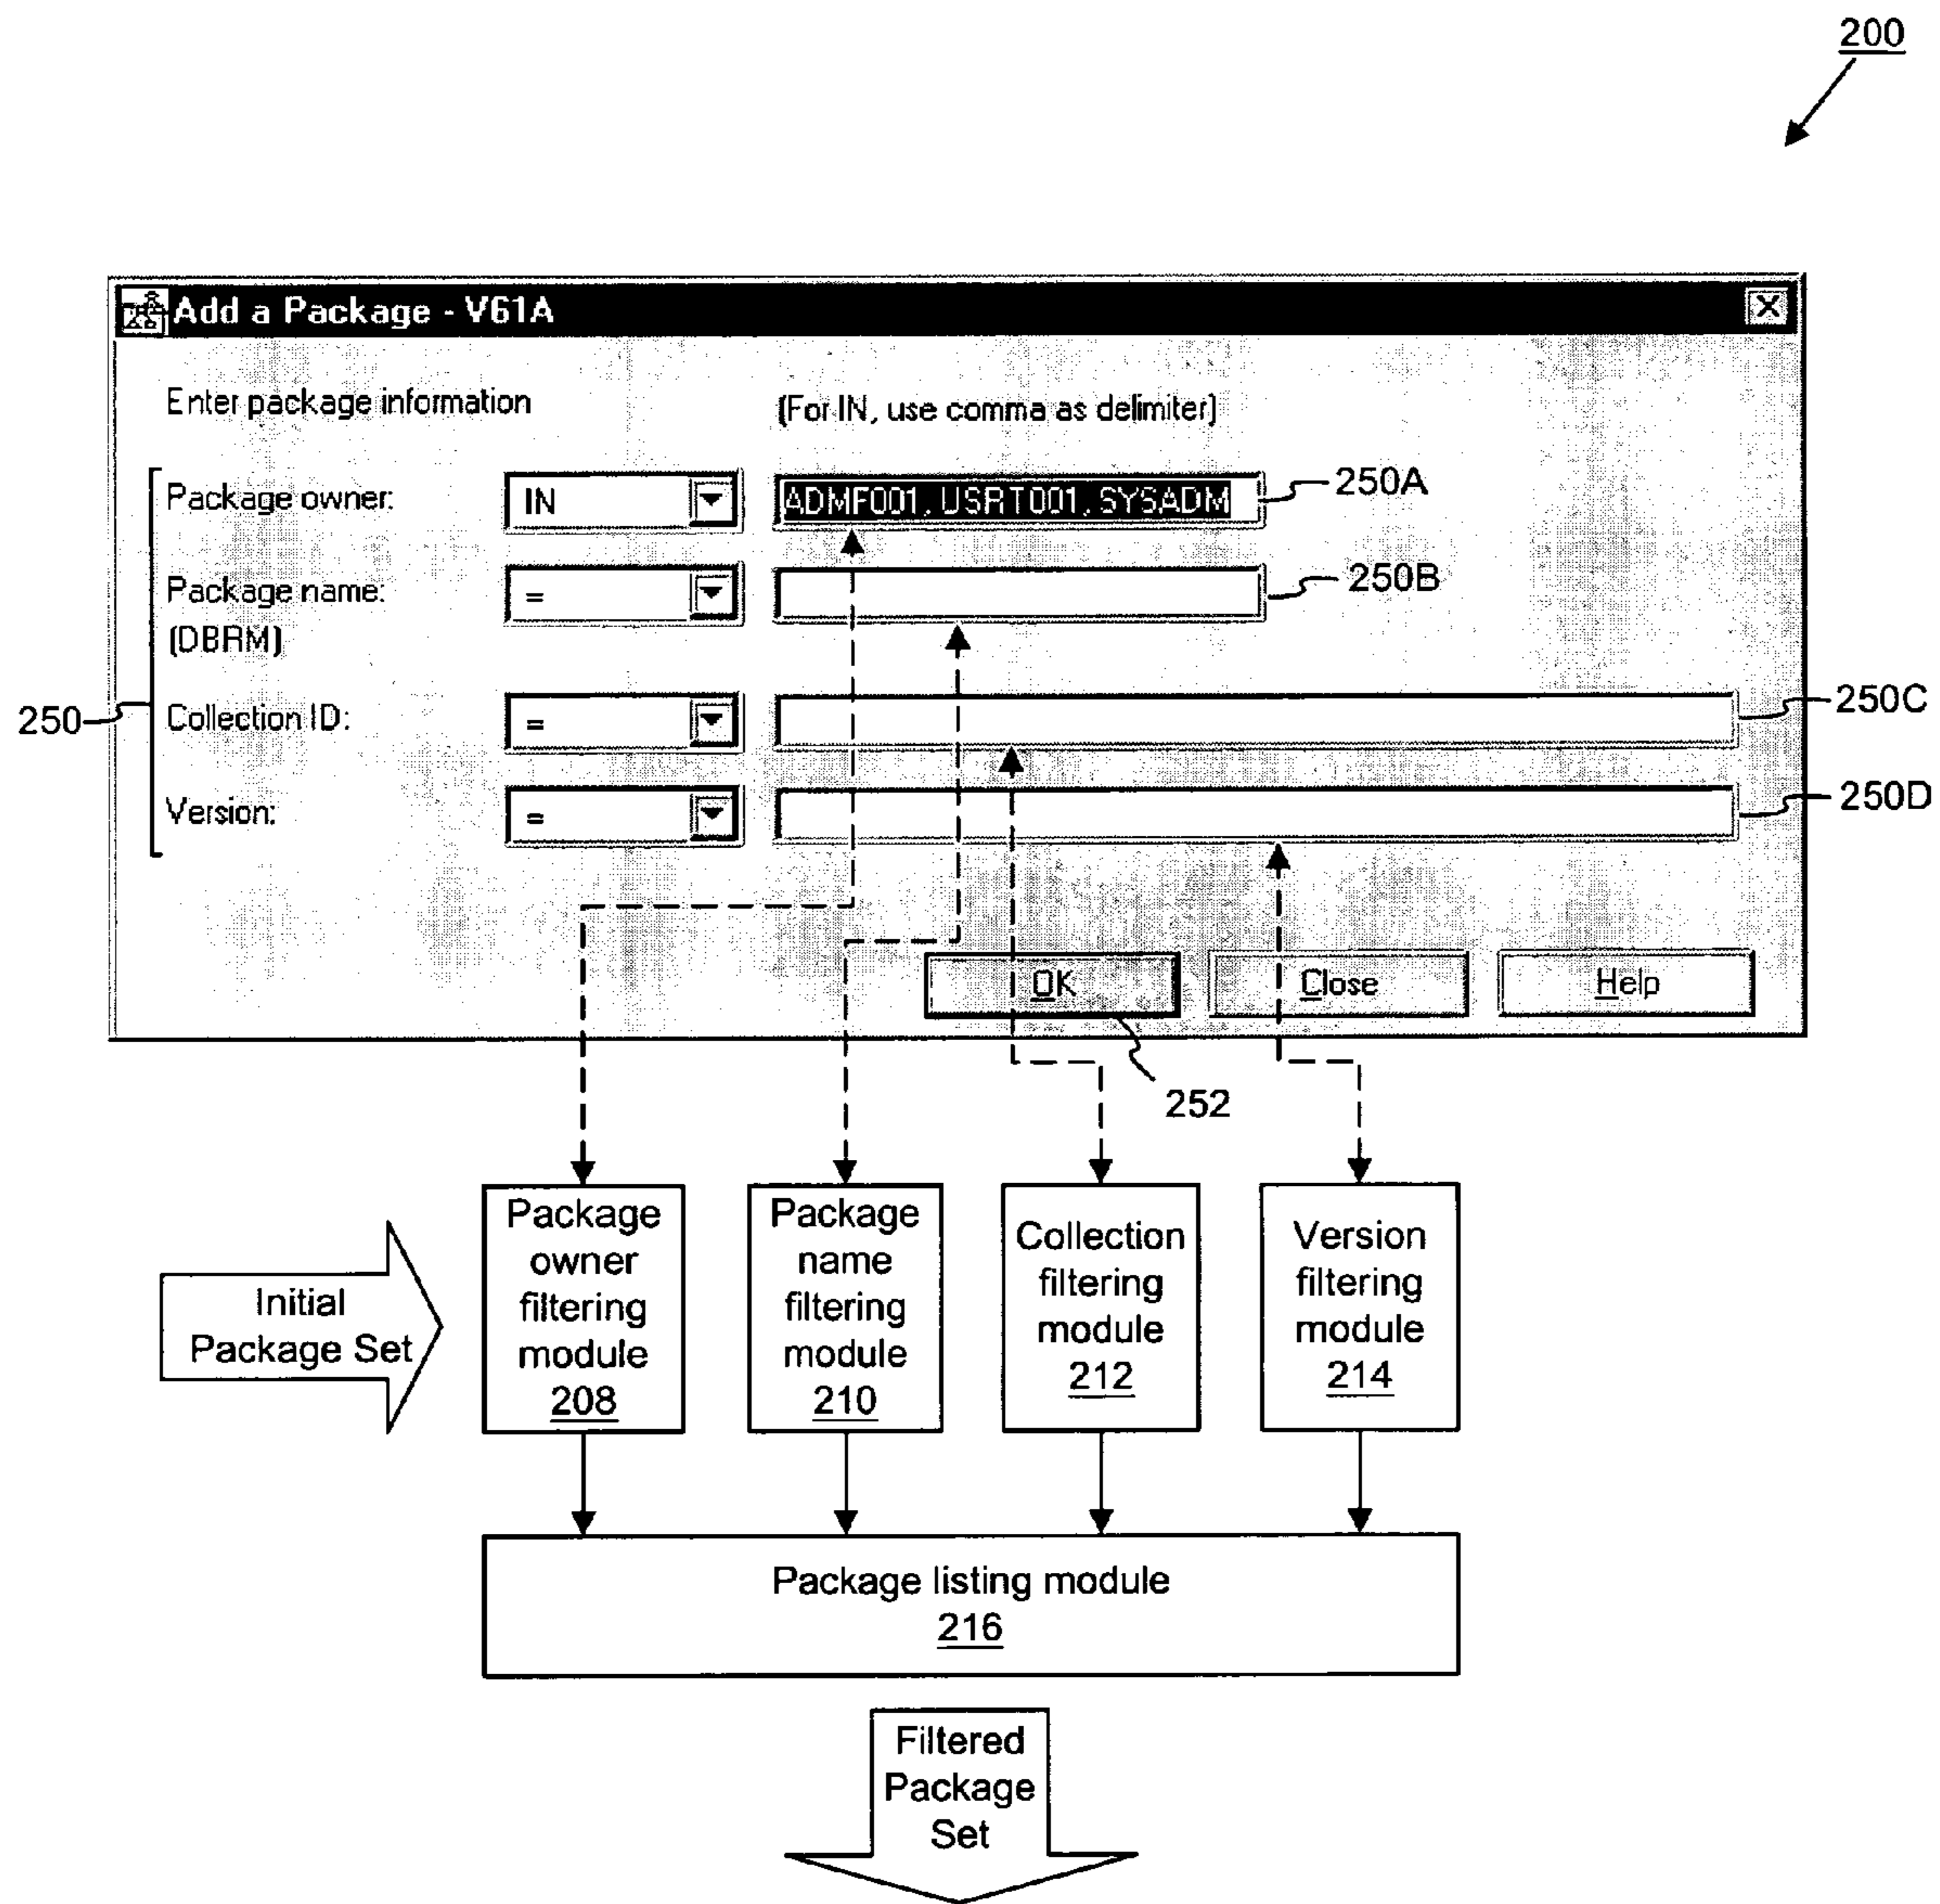 200
Add a Package - V61A
Enter package information
(For IN, use comma as delimiter)
Package owner:
IN
ADMF001,USRT001,SYSADM
250A
Package name:
(DBRM)
=
250B
250
Collection ID:
=
250C
Version:
=
250D
OK
Close
Help
252
Initial
Package Set
Package
owner
filtering
module
208
Package
name
filtering
module
210
Collection
filtering
module
212
Version
filtering
module
214
Package listing module
216
Filtered
Package
Set